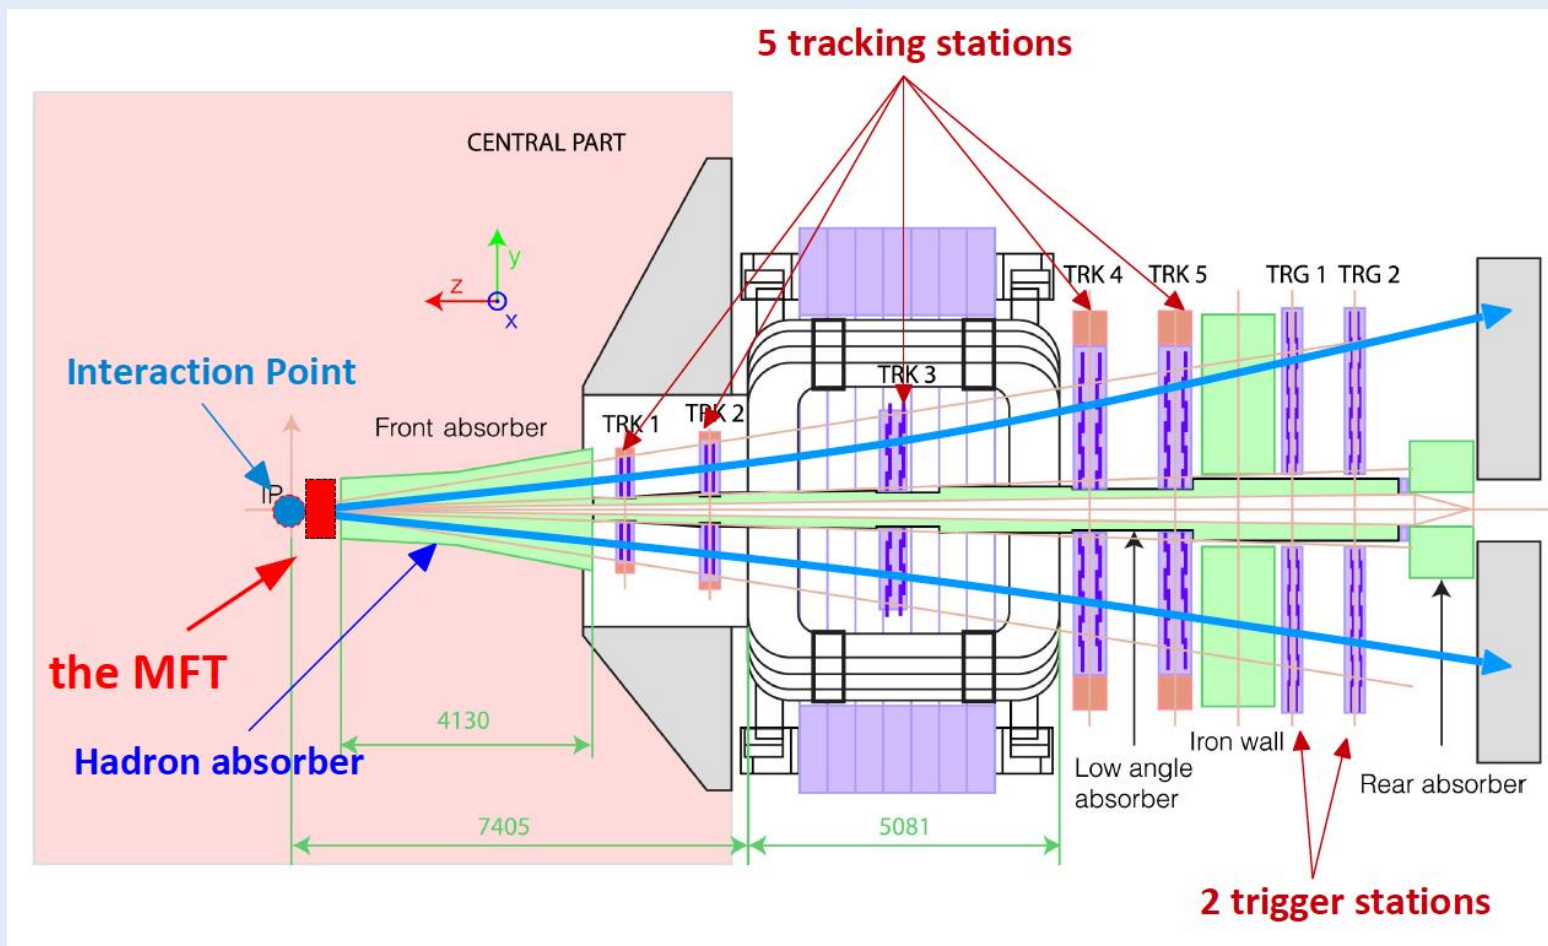 5 tracking stations
CENTRAL PART
y
z
x
TRK 4
TRK 5
TRG 1
TRG 2
Interaction Point
TRK 3
TRK 1
TRK 2
Front absorber
IP
the MFT
4130
Hadron absorber
Iron wall
Low angle
absorber
Rear absorber
7405
5081
2 trigger stations